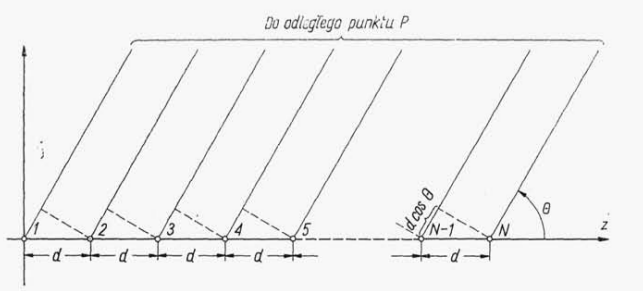 Do odległego punktu P
d cos θ
θ
1 2 3 4 5 N-1 N z
d d d d d